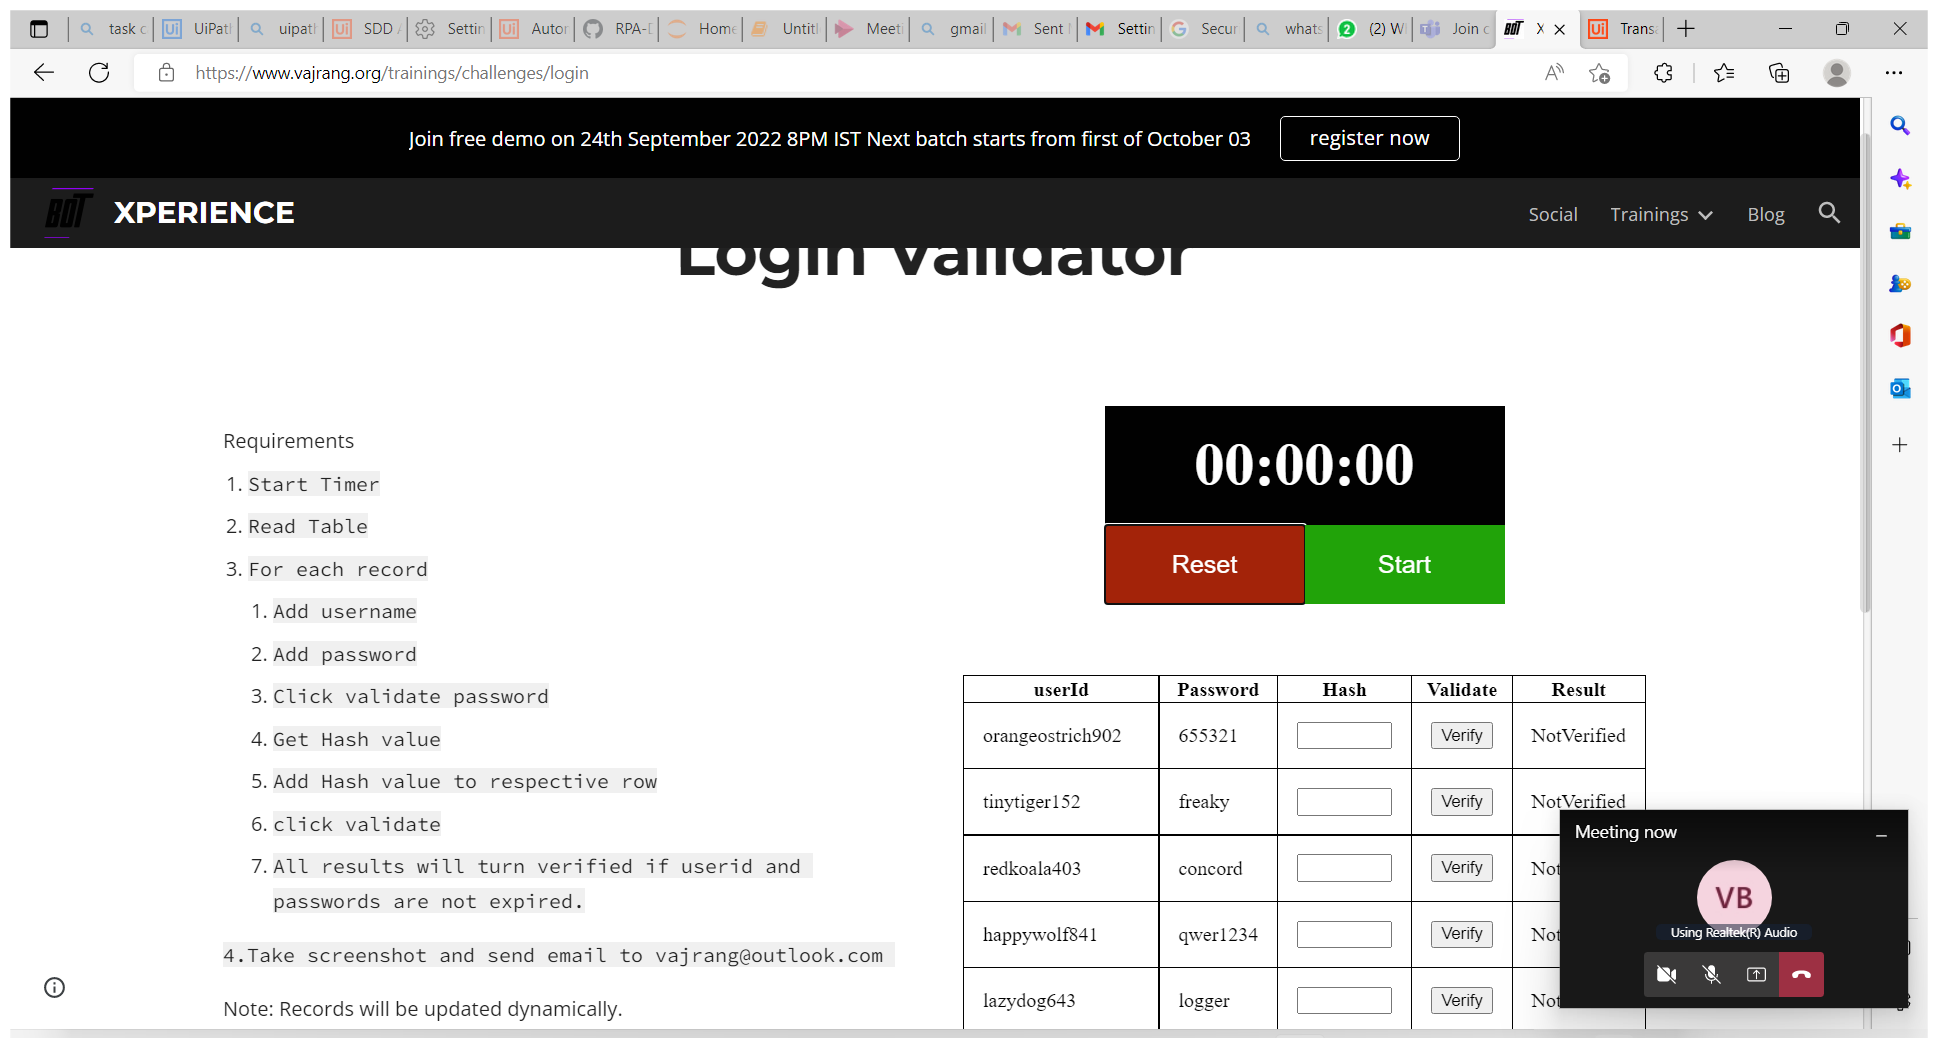 task c
UiPat
uipat
SDD A
Settin
Autor
RPA-D
Home
Untitl
Meeti
gmail
Sent M
Settin
Secur
whats
2 (2) W
Join c
X
Trans
https://www.vajrang.org/trainings/challenges/login
Join free demo on 24th September 2022 8PM IST Next batch starts from first of October 03
register now
BOT XPERIENCE
Social Trainings Blog
Login Validator
Requirements
1. Start Timer
2. Read Table
3. For each record
1. Add username
2. Add password
3. Click validate password
4. Get Hash value
5. Add Hash value to respective row
6. click validate
7. All results will turn verified if userid and
passwords are not expired.
4.Take screenshot and send email to vajrang@outlook.com
Note: Records will be updated dynamically.
00:00:00
Reset Start
userId Password Hash Validate Result
orangeostrich902 655321 Verify NotVerified
tinytiger152 freaky Verify NotVerified
redkoala403 concord Verify Not
happywolf841 qwer1234 Verify Not
lazydog643 logger Verify Not
Meeting now
VB
Using Realtek(R) Audio